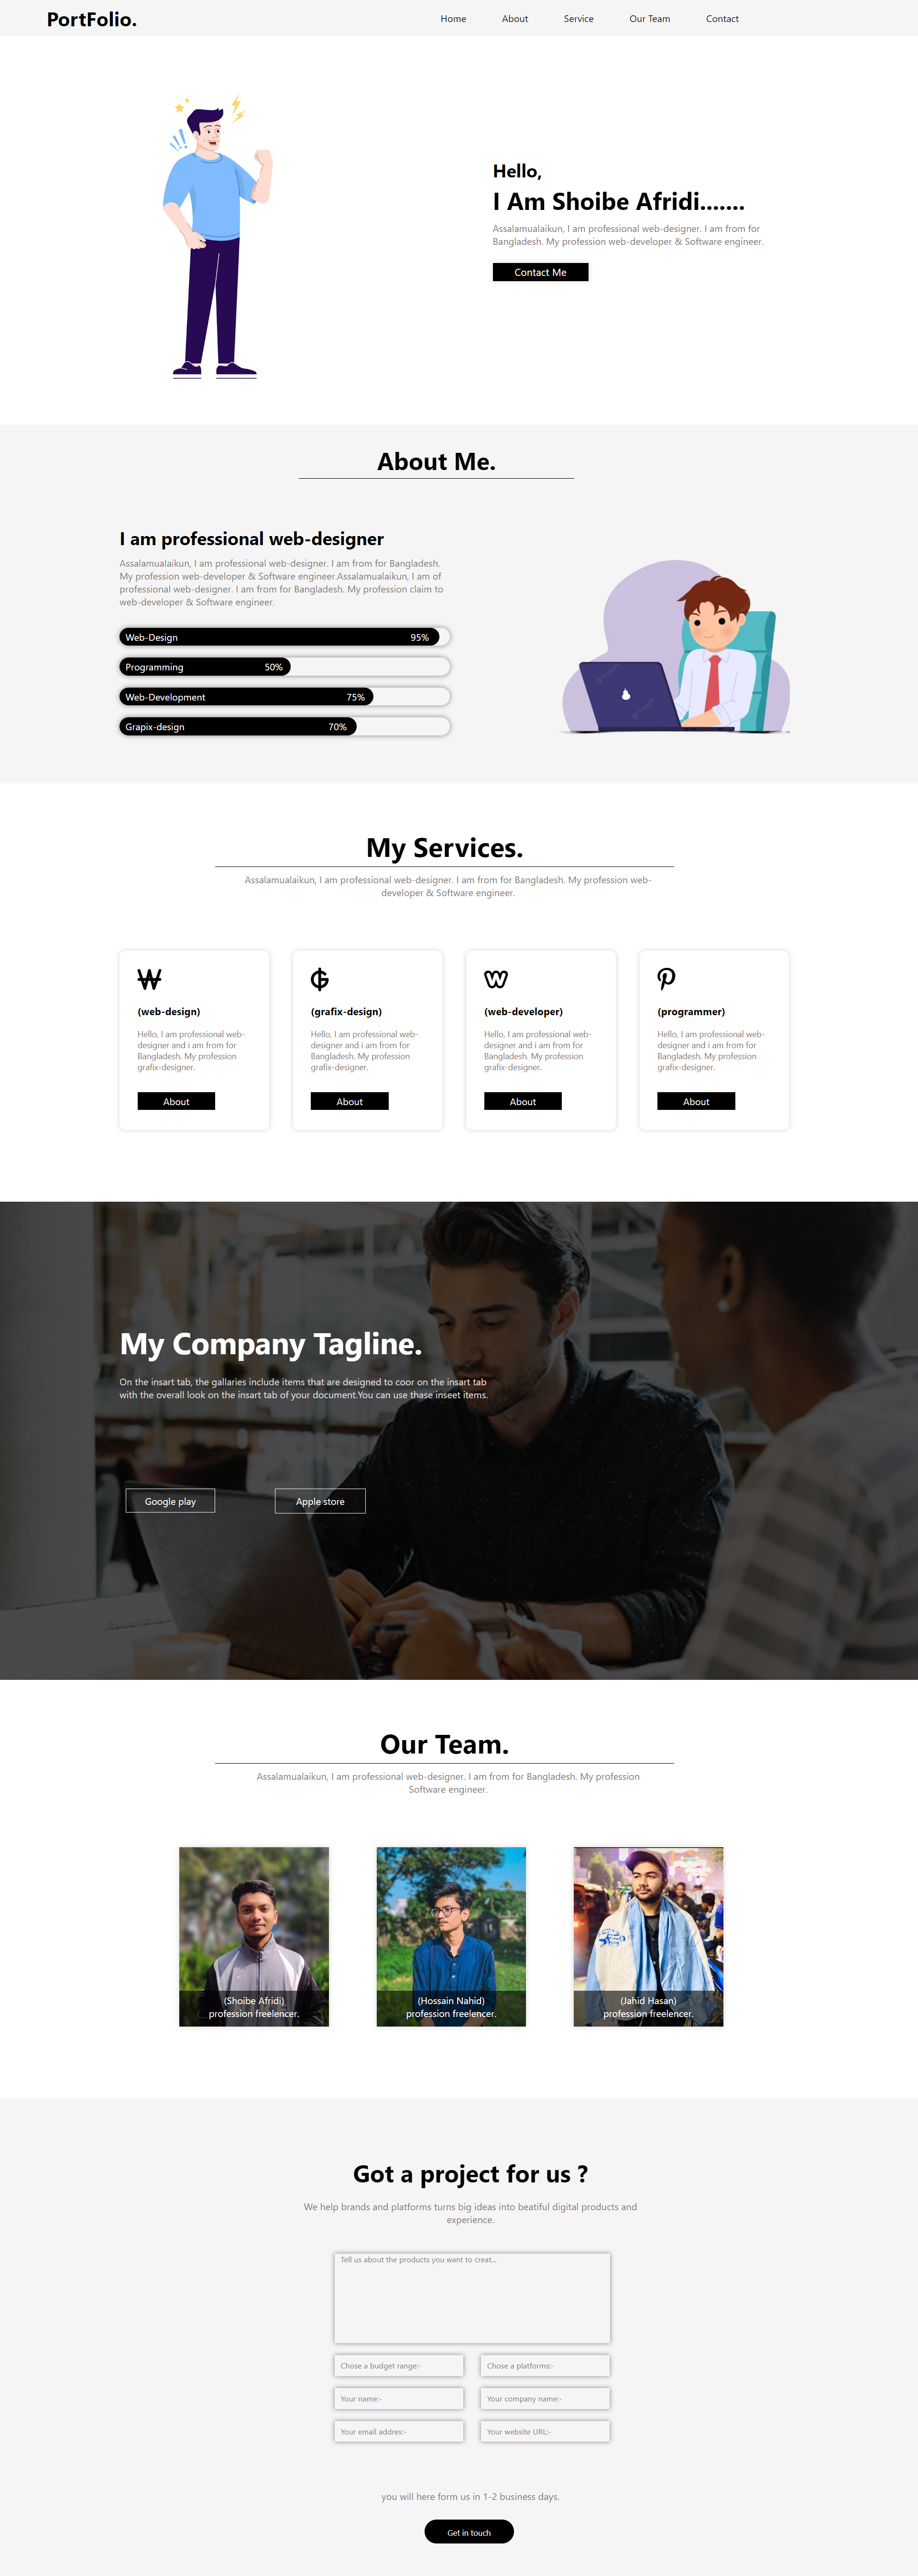 PortFolio.
Home
About
Service
Our Team
Contact
Hello,
I Am Shoibe Afridi.......
Assalamualaikun, I am professional web-designer. I am from for
Bangladesh. My profession web-developer & Software engineer.
Contact Me
About Me.
I am professional web-designer
Assalamualaikun, I am professional web-designer. I am from for Bangladesh.
My profession web-developer & Software engineer.Assalamualaikun, I am of
professional web-designer. I am from for Bangladesh. My profession claim to
web-developer & Software engineer.
Web-Design 95%
Programming 50%
Web-Development 75%
Grapix-design 70%
My Services.
Assalamualaikun, I am professional web-designer. I am from for Bangladesh. My profession web-
developer & Software engineer.
(web-design)
Hello, I am professional web-
designer and i am from for
Bangladesh. My profession
grafix-designer.
About
(grafix-design)
Hello, I am professional web-
designer and i am from for
Bangladesh. My profession
grafix-designer.
About
(web-developer)
Hello, I am professional web-
designer and i am from for
Bangladesh. My profession
grafix-designer.
About
(programmer)
Hello, I am professional web-
designer and i am from for
Bangladesh. My profession
grafix-designer.
About
My Company Tagline.
On the insart tab, the gallaries include items that are designed to coor on the insart tab
with the overall look on the insart tab of your document.You can use thase inseet items.
Google play
Apple store
Our Team.
Assalamualaikun, I am professional web-designer. I am from for Bangladesh. My profession
Software engineer.
(Shoibe Afridi)
profession freelencer.
(Hossain Nahid)
profession freelencer.
(Jahid Hasan)
profession freelencer.
Got a project for us ?
We help brands and platforms turns big ideas into beatiful digital products and
experience.
Tell us about the products you want to creat...
Chose a budget range:-
Chose a platforms:-
Your name:-
Your company name:-
Your email addres:-
Your website URL:-
you will here form us in 1-2 business days.
Get in touch